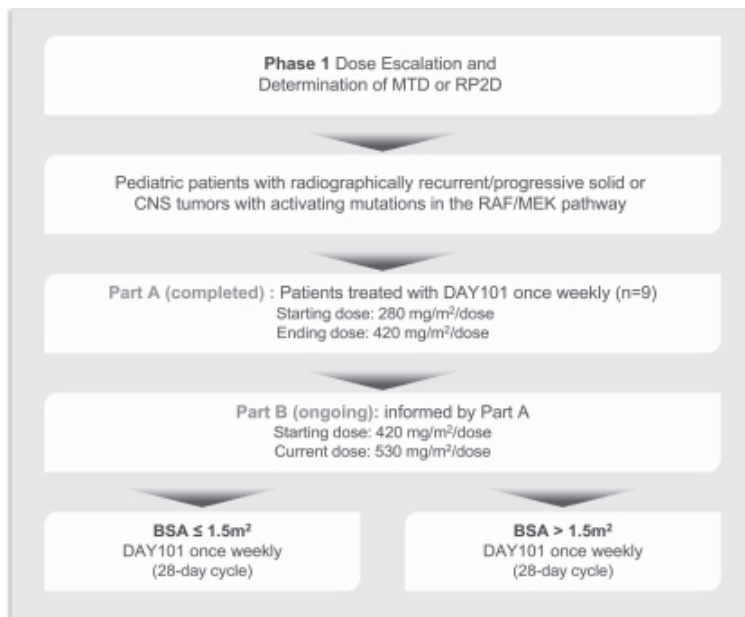 Phase 1 Dose Escalation and
Determination of MTD or RP2D
Pediatric patients with radiographically recurrent/progressive solid or
CNS tumors with activating mutations in the RAF/MEK pathway
Part A (completed) : Patients treated with DAY101 once weekly (n=9)
Starting dose: 280 mg/m²/dose
Ending dose: 420 mg/m²/dose
Part B (ongoing): informed by Part A
Starting dose: 420 mg/m²/dose
Current dose: 530 mg/m²/dose
BSA ≤ 1.5m²
DAY101 once weekly
(28-day cycle)
BSA > 1.5m²
DAY101 once weekly
(28-day cycle)